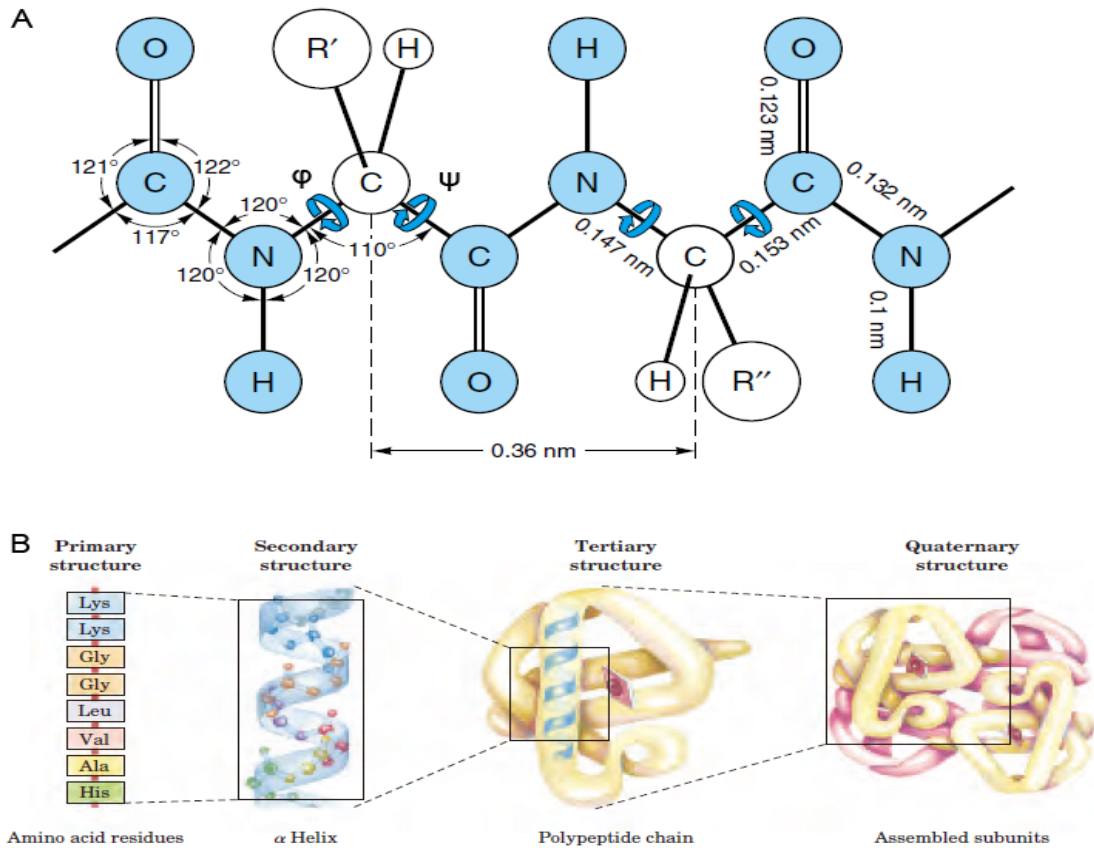 A
O R′ H H O
121° 122° C φ C ψ N 0.123 nm C 0.132 nm
117° 120° 110° 0.147 nm 0.153 nm
120° N 120° C C N
0.1 nm
H O H R″ H
0.36 nm
B
Primary structure
Secondary structure
Tertiary structure
Quaternary structure
Lys
Lys
Gly
Gly
Leu
Val
Ala
His
Amino acid residues
α Helix
Polypeptide chain
Assembled subunits